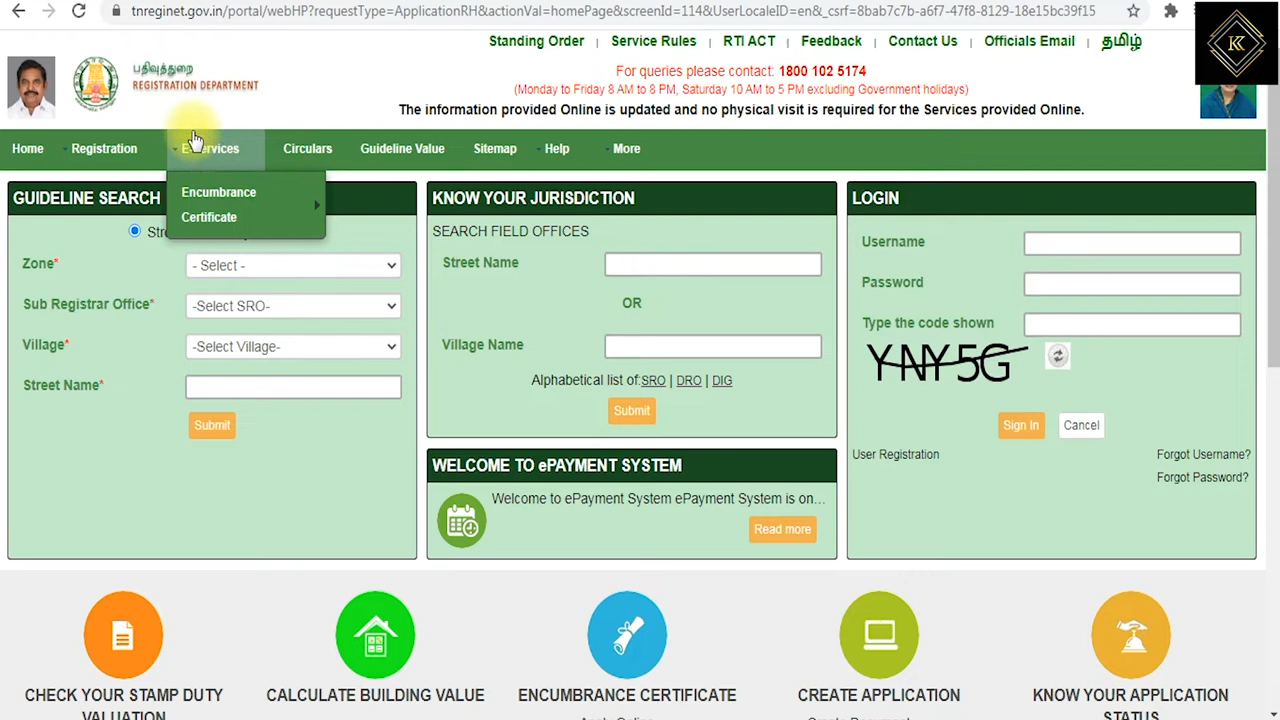 tnreginet.gov.in/portal/webHP?requestType=ApplicationRH&actionVal=homePage&screenId=114&UserLocaleID=en&_csrf=8bab7c7b-a6f7-47f8-8129-18e15bc39f15
Standing Order | Service Rules | RTI ACT | Feedback | Contact Us | Officials Email | தமிழ்
K
பதிவுத்துறை
REGISTRATION DEPARTMENT
For queries please contact: 1800 102 5174
(Monday to Friday 8 AM to 8 PM, Saturday 10 AM to 5 PM excluding Government holidays)
The information provided Online is updated and no physical visit is required for the Services provided Online.
Home Registration Circulars Guideline Value Sitemap Help More
Encumbrance
Certificate
GUIDELINE SEARCH
Zone*
- Select -
Sub Registrar Office*
-Select SRO-
Village*
-Select Village-
Street Name*
Submit
KNOW YOUR JURISDICTION
SEARCH FIELD OFFICES
Street Name
OR
Village Name
Alphabetical list of:SRO | DRO | DIG
Submit
WELCOME TO ePAYMENT SYSTEM
Welcome to ePayment System ePayment System is on...
Read more
LOGIN
Username
Password
Type the code shown
YNY5G
Sign In Cancel
User Registration
Forgot Username?
Forgot Password?
CHECK YOUR STAMP DUTY
VALUATION
CALCULATE BUILDING VALUE
ENCUMBRANCE CERTIFICATE
CREATE APPLICATION
KNOW YOUR APPLICATION
STATUS